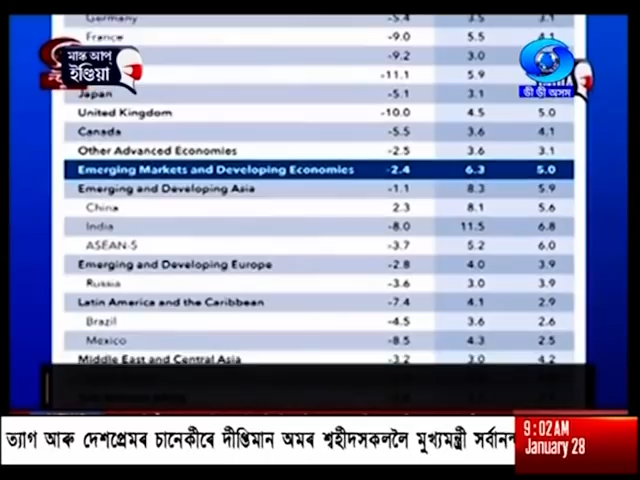 Germany -5.4 3.5 3.1
France -9.0 5.5 4.1
মাস্ক আপ্
ইণ্ডিয়া
-9.2 3.0
-11.1 5.9
Japan -5.1 3.1
ডী ডী অসম
United Kingdom -10.0 4.5 5.0
Canada -5.5 3.6 4.1
Other Advanced Economies -2.5 3.6 3.1
Emerging Markets and Developing Economies -2.4 6.3 5.0
Emerging and Developing Asia -1.1 8.3 5.9
China 2.3 8.1 5.6
India -8.0 11.5 6.8
ASEAN-5 -3.7 5.2 6.0
Emerging and Developing Europe -2.8 4.0 3.9
Russia -3.6 3.0 3.9
Latin America and the Caribbean -7.4 4.1 2.9
Brazil -4.5 3.6 2.6
Mexico -8.5 4.3 2.5
Middle East and Central Asia -3.2 3.0 4.2
ত্যাগ আৰু দেশপ্ৰেমৰ চানেকীৰে দীপ্তিমান অমৰ শ্বহীদসকললৈ মুখ্যমন্ত্ৰী সৰ্বানন্দ
9:02AM
January 28